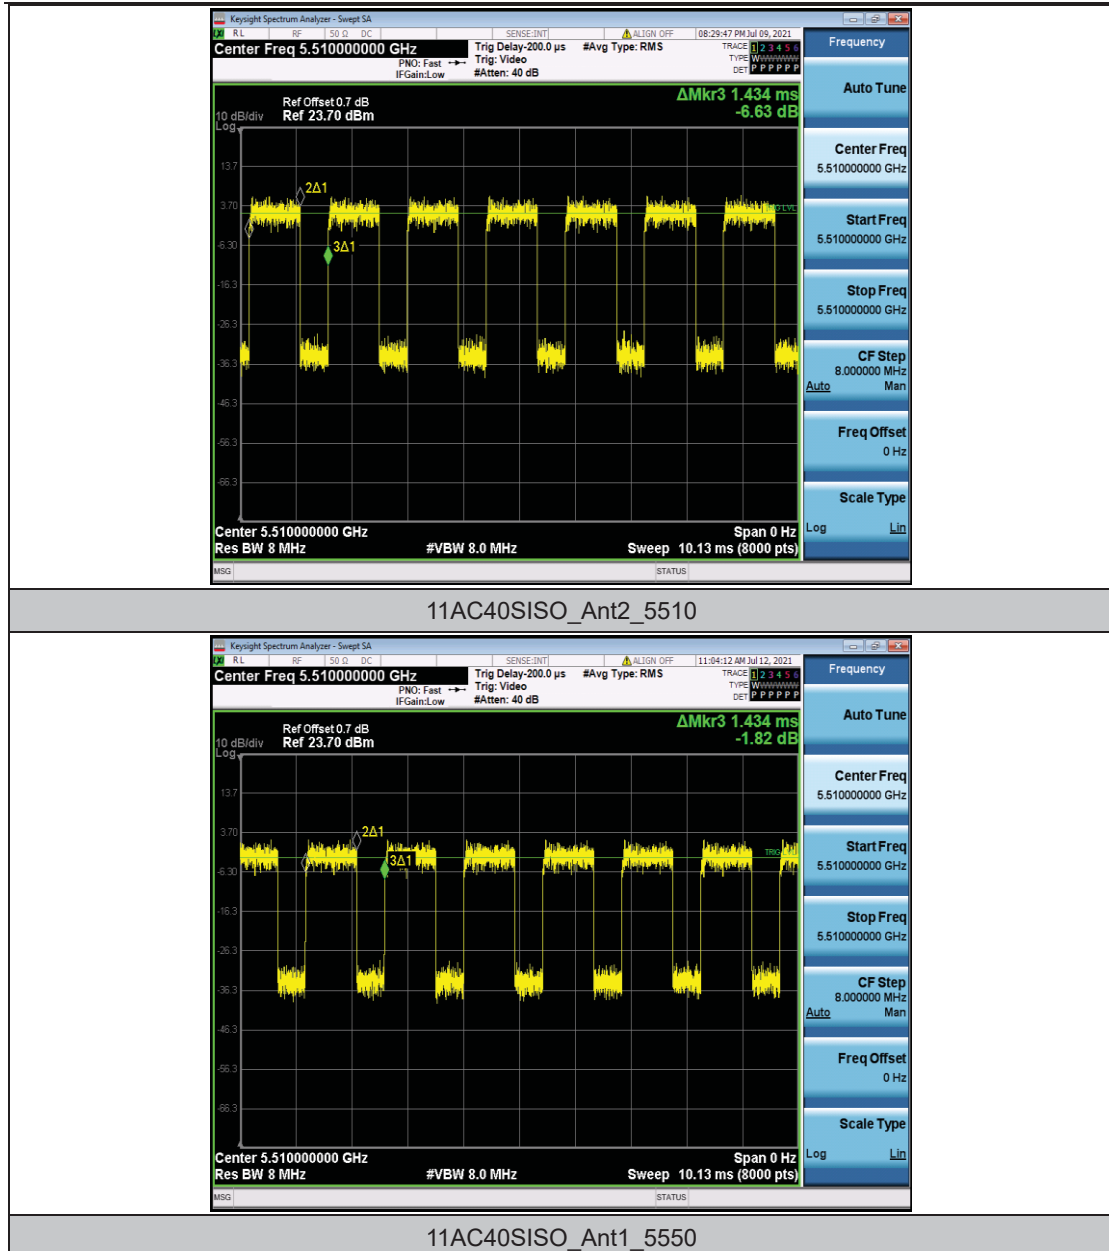 Keysight Spectrum Analyzer - Swept SA
LXI RL RF 50 Ω DC SENSE:INT ALIGN OFF 08:29:47 PM Jul 09, 2021
Center Freq 5.510000000 GHz
PNO: Fast
IFGain:Low
Trig Delay-200.0 µs
Trig: Video
#Atten: 40 dB
#Avg Type: RMS
TRACE 1 2 3 4 5 6
TYPE WWWWWW
DET P P P P P P
Frequency
Ref Offset 0.7 dB
10 dB/div Ref 23.70 dBm
Log
ΔMkr3 1.434 ms
-6.63 dB
13.7
3.70
-6.30
-16.3
-26.3
-36.3
-46.3
-56.3
-66.3
2Δ1
3Δ1
Center 5.510000000 GHz Span 0 Hz
Res BW 8 MHz #VBW 8.0 MHz Sweep 10.13 ms (8000 pts)
MSG STATUS
Auto Tune
Center Freq
5.510000000 GHz
Start Freq
5.510000000 GHz
Stop Freq
5.510000000 GHz
CF Step
8.000000 MHz
Auto Man
Freq Offset
0 Hz
Scale Type
Log Lin
11AC40SISO_Ant2_5510
Keysight Spectrum Analyzer - Swept SA
LXI RL RF 50 Ω DC SENSE:INT ALIGN OFF 11:04:12 AM Jul 12, 2021
Center Freq 5.510000000 GHz
PNO: Fast
IFGain:Low
Trig Delay-200.0 µs
Trig: Video
#Atten: 40 dB
#Avg Type: RMS
TRACE 1 2 3 4 5 6
TYPE WWWWWW
DET P P P P P P
Frequency
Ref Offset 0.7 dB
10 dB/div Ref 23.70 dBm
Log
ΔMkr3 1.434 ms
-1.82 dB
13.7
3.70
-6.30
-16.3
-26.3
-36.3
-46.3
-56.3
-66.3
2Δ1
3Δ1
Center 5.510000000 GHz Span 0 Hz
Res BW 8 MHz #VBW 8.0 MHz Sweep 10.13 ms (8000 pts)
MSG STATUS
Auto Tune
Center Freq
5.510000000 GHz
Start Freq
5.510000000 GHz
Stop Freq
5.510000000 GHz
CF Step
8.000000 MHz
Auto Man
Freq Offset
0 Hz
Scale Type
Log Lin
11AC40SISO_Ant1_5550